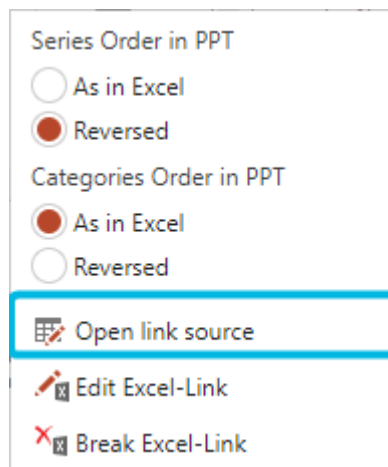 Series Order in PPT
As in Excel
Reversed
Categories Order in PPT
As in Excel
Reversed
Open link source
Edit Excel-Link
Break Excel-Link